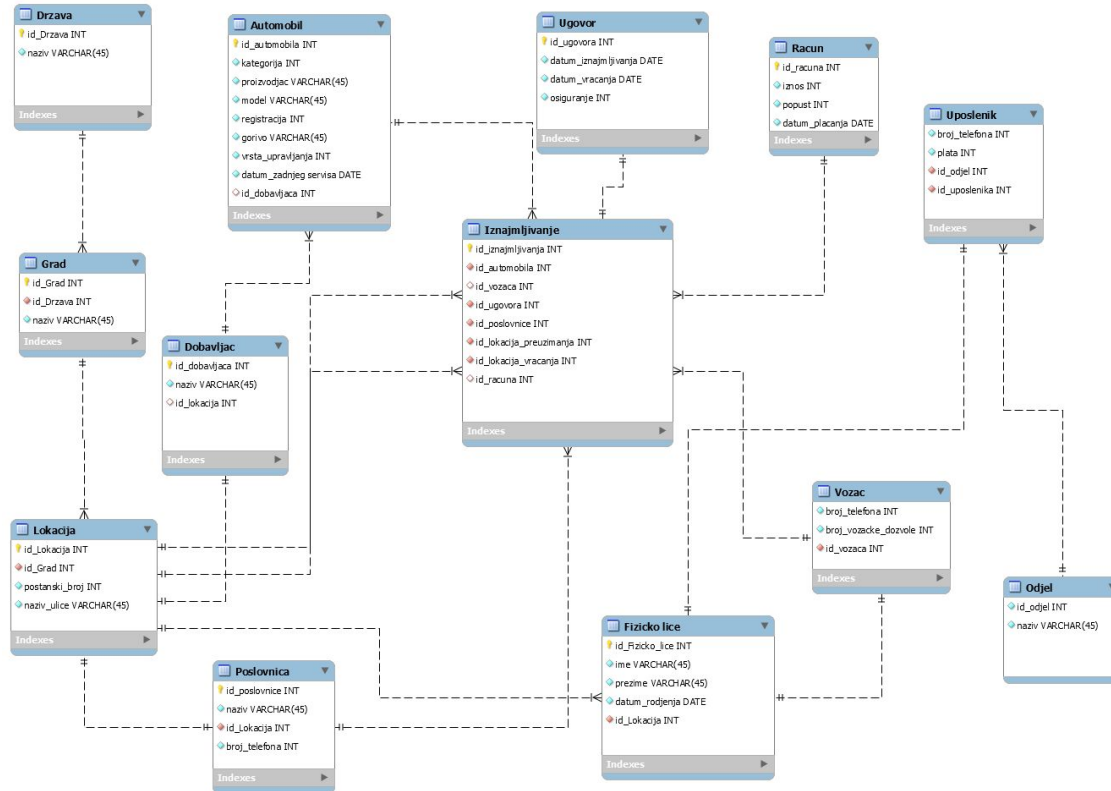 Drzava
id_Drzava INT
naziv VARCHAR(45)
Indexes
Automobil
id_automobila INT
kategorija INT
proizvodjac VARCHAR(45)
model VARCHAR(45)
registracija INT
gorivo VARCHAR(45)
vrsta_upravljanja INT
datum_zadnjeg servisa DATE
id_dobavljaca INT
Indexes
Ugovor
id_ugovora INT
datum_iznajmljivanja DATE
datum_vracanja DATE
osiguranje INT
Indexes
Racun
id_racuna INT
iznos INT
popust INT
datum_placanja DATE
Indexes
Uposlenik
broj_telefona INT
plata INT
id_odjel INT
id_uposlenika INT
Indexes
Grad
id_Grad INT
id_Drzava INT
naziv VARCHAR(45)
Indexes
Dobavljac
id_dobavljaca INT
naziv VARCHAR(45)
id_lokacija INT
Indexes
Iznajmljivanje
id_iznajmljivanja INT
id_automobila INT
id_vozaca INT
id_ugovora INT
id_poslovnice INT
id_lokacija_preuzimanja INT
id_lokacija_vracanja INT
id_racuna INT
Indexes
Vozac
broj_telefona INT
broj_vozacke_dozvole INT
id_vozaca INT
Indexes
Lokacija
id_Lokacija INT
id_Grad INT
postanski_broj INT
naziv_ulice VARCHAR(45)
Indexes
Odjel
id_odjel INT
naziv VARCHAR(45)
Indexes
Fizicko lice
id_Fizicko_lice INT
ime VARCHAR(45)
prezime VARCHAR(45)
datum_rodjenja DATE
id_Lokacija INT
Indexes
Poslovnica
id_poslovnice INT
naziv VARCHAR(45)
id_Lokacija INT
broj_telefona INT
Indexes